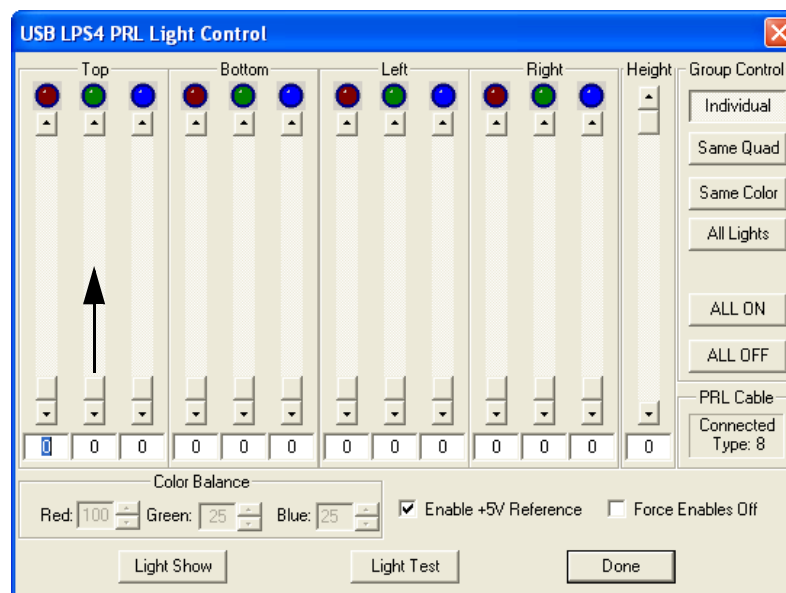 USB LPS4 PRL Light Control
Top
Bottom
Left
Right
Height
Group Control
Individual
Same Quad
Same Color
All Lights
ALL ON
ALL OFF
PRL Cable
Connected
Type: 8
0 0 0 0 0 0 0 0 0 0 0 0 0
Color Balance
Red: 100 Green: 25 Blue: 25
Enable +5V Reference
Force Enables Off
Light Show
Light Test
Done